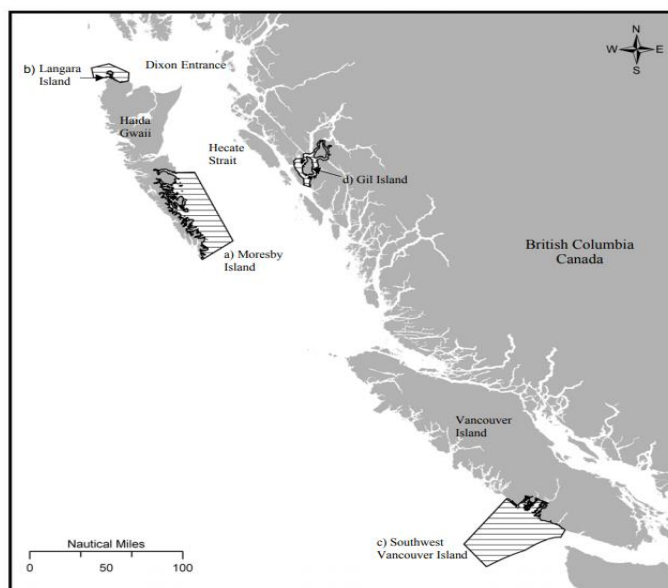 N
W E
S
b) Langara
Island
Dixon Entrance
Haida
Gwaii
Hecate
Strait
d) Gil Island
a) Moresby
Island
British Columbia
Canada
Vancouver
Island
c) Southwest
Vancouver Island
Nautical Miles
0 50 100